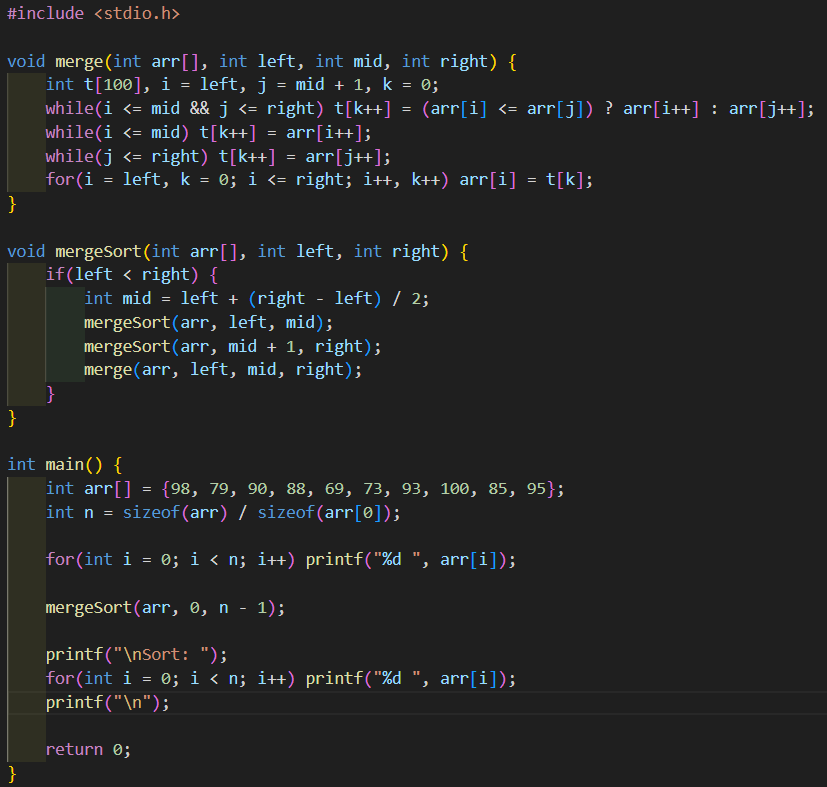 #include <stdio.h>

void merge(int arr[], int left, int mid, int right) {
    int t[100], i = left, j = mid + 1, k = 0;
    while(i <= mid && j <= right) t[k++] = (arr[i] <= arr[j]) ? arr[i++] : arr[j++];
    while(i <= mid) t[k++] = arr[i++];
    while(j <= right) t[k++] = arr[j++];
    for(i = left, k = 0; i <= right; i++, k++) arr[i] = t[k];
}

void mergeSort(int arr[], int left, int right) {
    if(left < right) {
        int mid = left + (right - left) / 2;
        mergeSort(arr, left, mid);
        mergeSort(arr, mid + 1, right);
        merge(arr, left, mid, right);
    }
}

int main() {
    int arr[] = {98, 79, 90, 88, 69, 73, 93, 100, 85, 95};
    int n = sizeof(arr) / sizeof(arr[0]);

    for(int i = 0; i < n; i++) printf("%d ", arr[i]);

    mergeSort(arr, 0, n - 1);

    printf("\nSort: ");
    for(int i = 0; i < n; i++) printf("%d ", arr[i]);
    printf("\n");

    return 0;
}